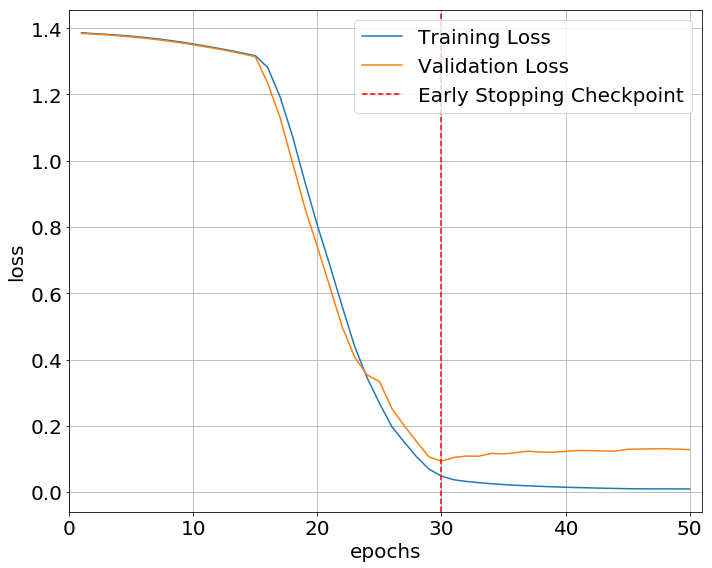 Training Loss
Validation Loss
Early Stopping Checkpoint
1.4
1.2
1.0
0.8
0.6
0.4
0.2
0.0
loss
0 10 20 30 40 50
epochs